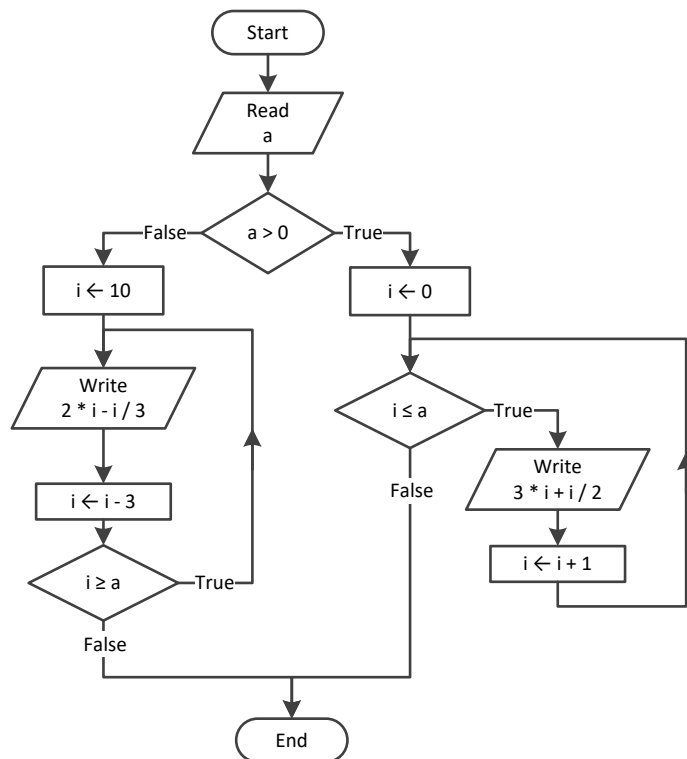 Start
Read
a
a > 0
False
True
i ← 10
i ← 0
Write
2 * i - i / 3
i ≤ a
True
Write
3 * i + i / 2
False
i ← i - 3
i ← i + 1
i ≥ a
True
False
End